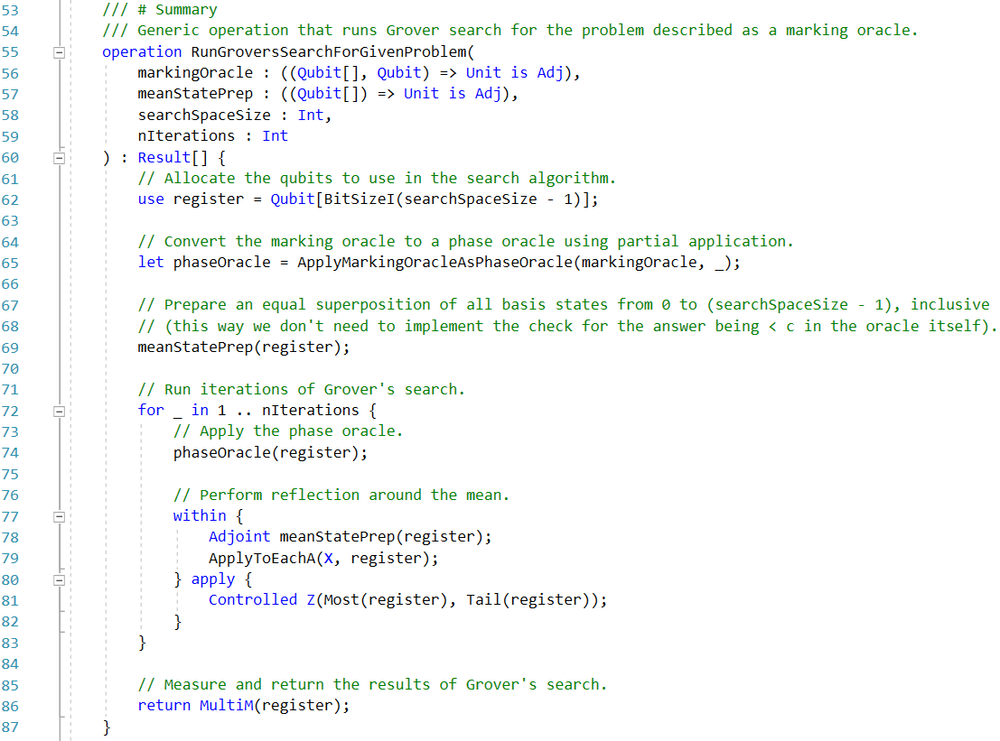 53 /// # Summary
54 /// Generic operation that runs Grover search for the problem described as a marking oracle.
55 operation RunGroversSearchForGivenProblem(
56     markingOracle : ((Qubit[], Qubit) => Unit is Adj),
57     meanStatePrep : ((Qubit[]) => Unit is Adj),
58     searchSpaceSize : Int,
59     nIterations : Int
60 ) : Result[] {
61     // Allocate the qubits to use in the search algorithm.
62     use register = Qubit[BitSizeI(searchSpaceSize - 1)];
63
64     // Convert the marking oracle to a phase oracle using partial application.
65     let phaseOracle = ApplyMarkingOracleAsPhaseOracle(markingOracle, _);
66
67     // Prepare an equal superposition of all basis states from 0 to (searchSpaceSize - 1), inclusive
68     // (this way we don't need to implement the check for the answer being < c in the oracle itself).
69     meanStatePrep(register);
70
71     // Run iterations of Grover's search.
72     for _ in 1 .. nIterations {
73         // Apply the phase oracle.
74         phaseOracle(register);
75
76         // Perform reflection around the mean.
77         within {
78             Adjoint meanStatePrep(register);
79             ApplyToEachA(X, register);
80         } apply {
81             Controlled Z(Most(register), Tail(register));
82         }
83     }
84
85     // Measure and return the results of Grover's search.
86     return MultiM(register);
87 }